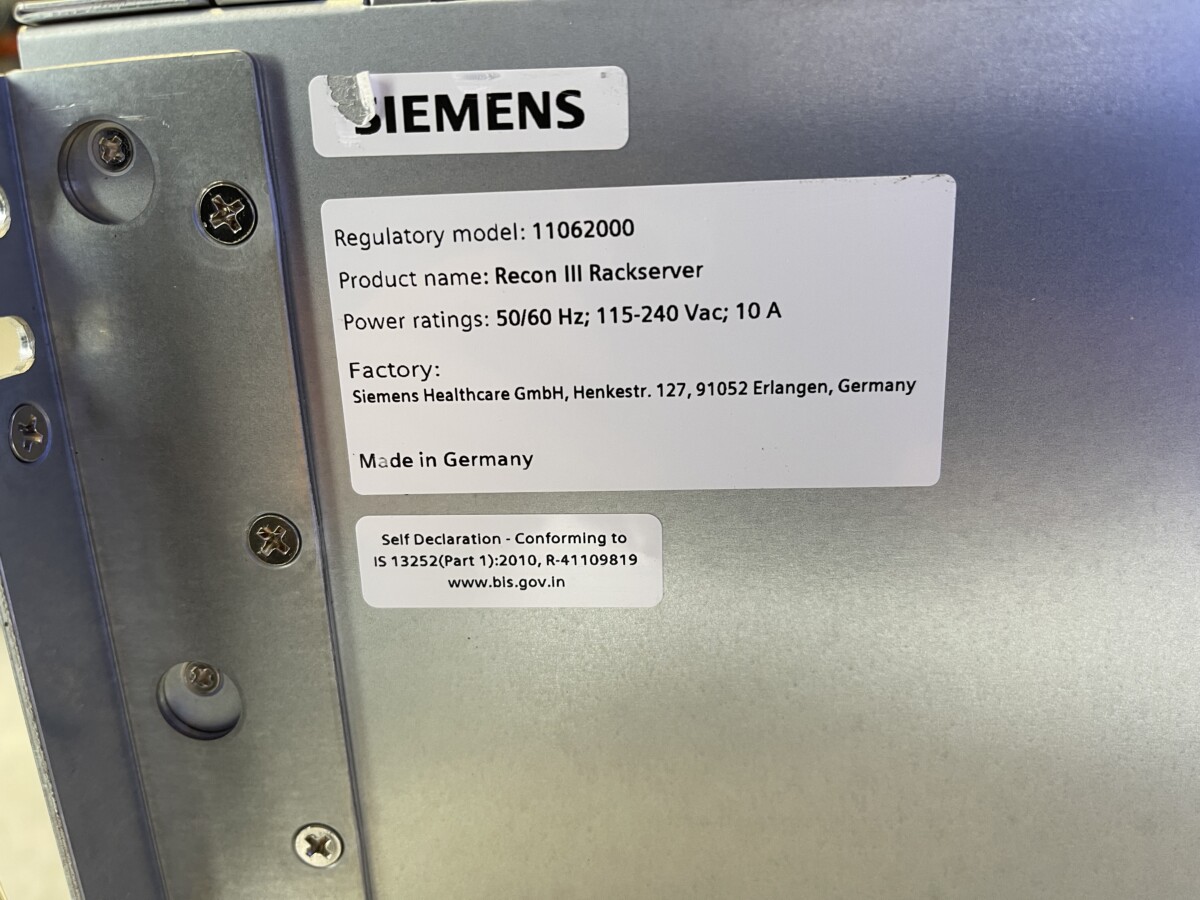 SIEMENS
Regulatory model: 11062000
Product name: Recon III Rackserver
Power ratings: 50/60 Hz; 115-240 Vac; 10 A
Factory:
Siemens Healthcare GmbH, Henkestr. 127, 91052 Erlangen, Germany
Made in Germany
Self Declaration - Conforming to
IS 13252(Part 1):2010, R-41109819
www.bis.gov.in